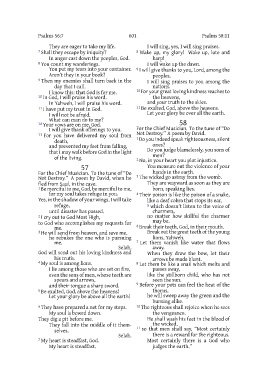 Psalms 56:7
601
Psalms 58:11
They are eager to take my life.
7 Shall they escape by iniquity?
In anger cast down the peoples, God.
8 You count my wanderings.
You put my tears into your container.
Aren't they in your book?
9 Then my enemies shall turn back in the
day that I call.
I know this: that God is for me.
10 In God, I will praise his word.
In Yahweh, I will praise his word.
11 I have put my trust in God.
I will not be afraid.
What can man do to me?
12 Your vows are on me, God.
I will give thank offerings to you.
13 For you have delivered my soul from
death,
and prevented my feet from falling,
that I may walk before God in the light
of the living.
57
For the Chief Musician. To the tune of "Do
Not Destroy." A poem by David, when he
fled from Saul, in the cave.
1 Be merciful to me, God, be merciful to me,
for my soul takes refuge in you.
Yes, in the shadow of your wings, I will take
refuge,
until disaster has passed.
2 I cry out to God Most High,
to God who accomplishes my requests for
me.
3 He will send from heaven, and save me,
he rebukes the one who is pursuing
me.
Selah.
God will send out his loving kindness and
his truth.
4 My soul is among lions.
I lie among those who are set on fire,
even the sons of men, whose teeth are
spears and arrows,
and their tongue a sharp sword.
5 Be exalted, God, above the heavens!
Let your glory be above all the earth!
6 They have prepared a net for my steps.
My soul is bowed down.
They dig a pit before me.
They fall into the middle of it them-
selves.
Selah.
7 My heart is steadfast, God.
My heart is steadfast.
I will sing, yes, I will sing praises.
8 Wake up, my glory! Wake up, lute and
harp!
I will wake up the dawn.
9 I will give thanks to you, Lord, among the
peoples.
I will sing praises to you among the
nations.
10 For your great loving kindness reaches to
the heavens,
and your truth to the skies.
11 Be exalted, God, above the heavens.
Let your glory be over all the earth.
58
For the Chief Musician. To the tune of "Do
Not Destroy." A poem by David.
1 Do you indeed speak righteousness, silent
ones?
Do you judge blamelessly, you sons of
men?
2 No, in your heart you plot injustice.
You measure out the violence of your
hands in the earth.
3 The wicked go astray from the womb.
They are wayward as soon as they are
born, speaking lies.
4 Their poison is like the poison of a snake,
like a deaf cobra that stops its ear,
5 which doesn't listen to the voice of
charmers,
no matter how skillful the charmer
may be.
6 Break their teeth, God, in their mouth.
Break out the great teeth of the young
lions, Yahweh.
7 Let them vanish like water that flows
away.
When they draw the bow, let their
arrows be made blunt.
8 Let them be like a snail which melts and
passes away,
like the stillborn child, who has not
seen the sun.
9 Before your pots can feel the heat of the
thorns,
he will sweep away the green and the
burning alike.
10 The righteous shall rejoice when he sees
the vengeance.
He shall wash his feet in the blood of
the wicked,
11 so that men shall say, "Most certainly
there is a reward for the righteous.
Most certainly there is a God who
judges the earth."